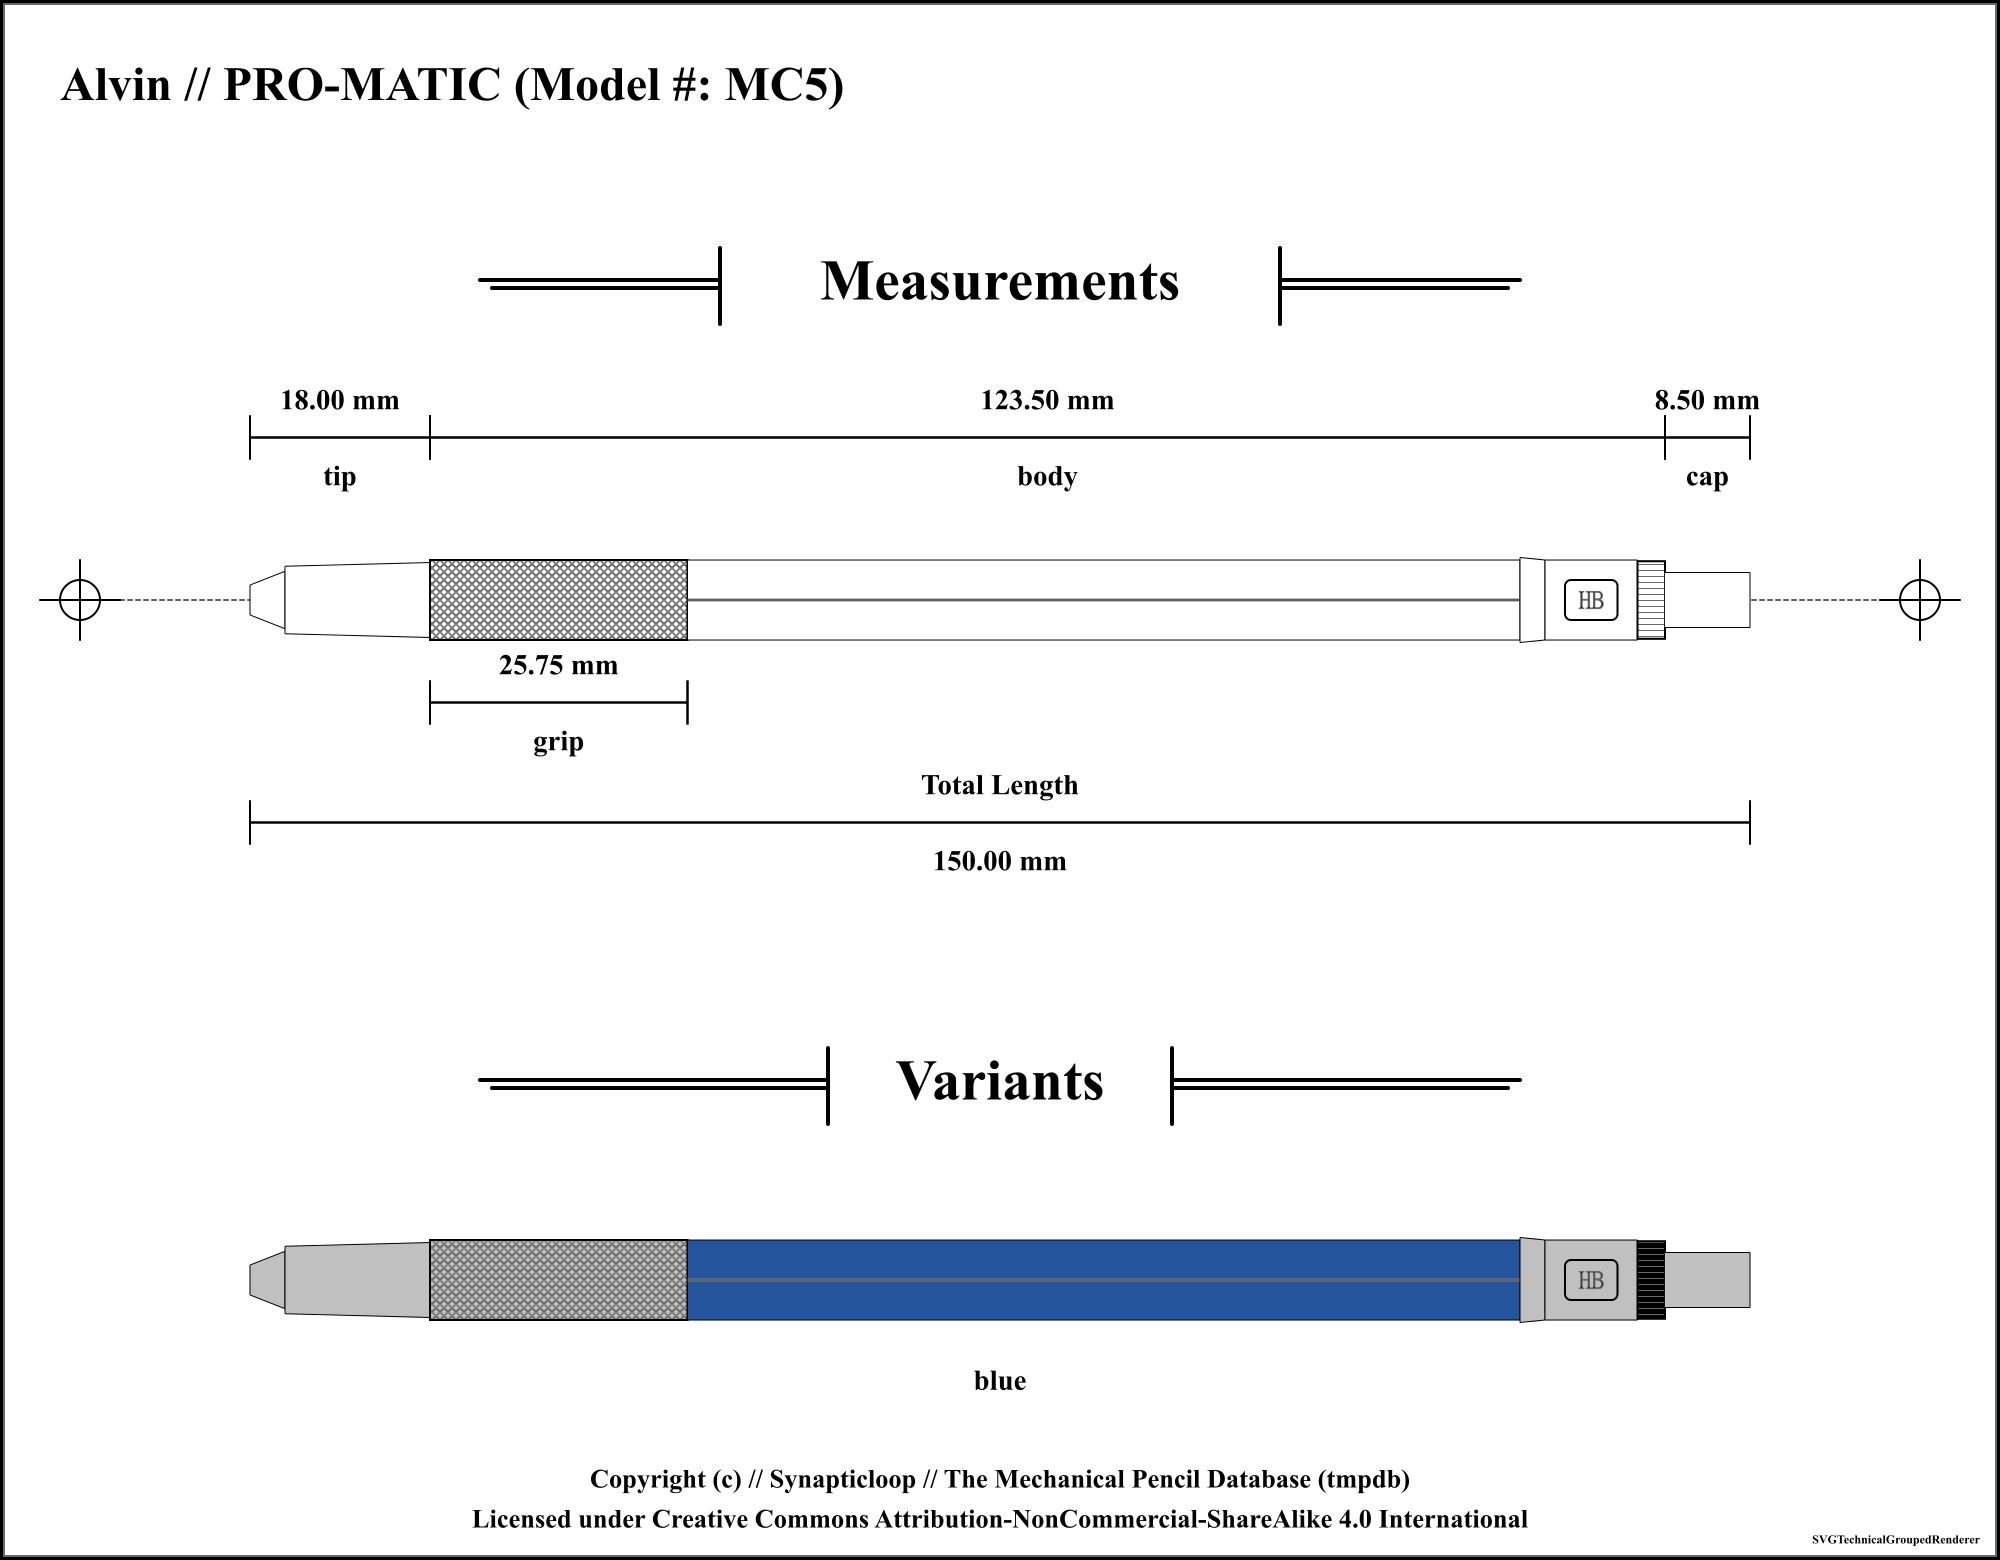 Alvin // PRO-MATIC (Model #: MC5)
Measurements
18.00 mm
123.50 mm
8.50 mm
tip
body
cap
HB
25.75 mm
grip
Total Length
150.00 mm
Variants
HB
blue
Copyright (c) // Synapticloop // The Mechanical Pencil Database (tmpdb)
Licensed under Creative Commons Attribution-NonCommercial-ShareAlike 4.0 International
SVGTechnicalGroupedRenderer